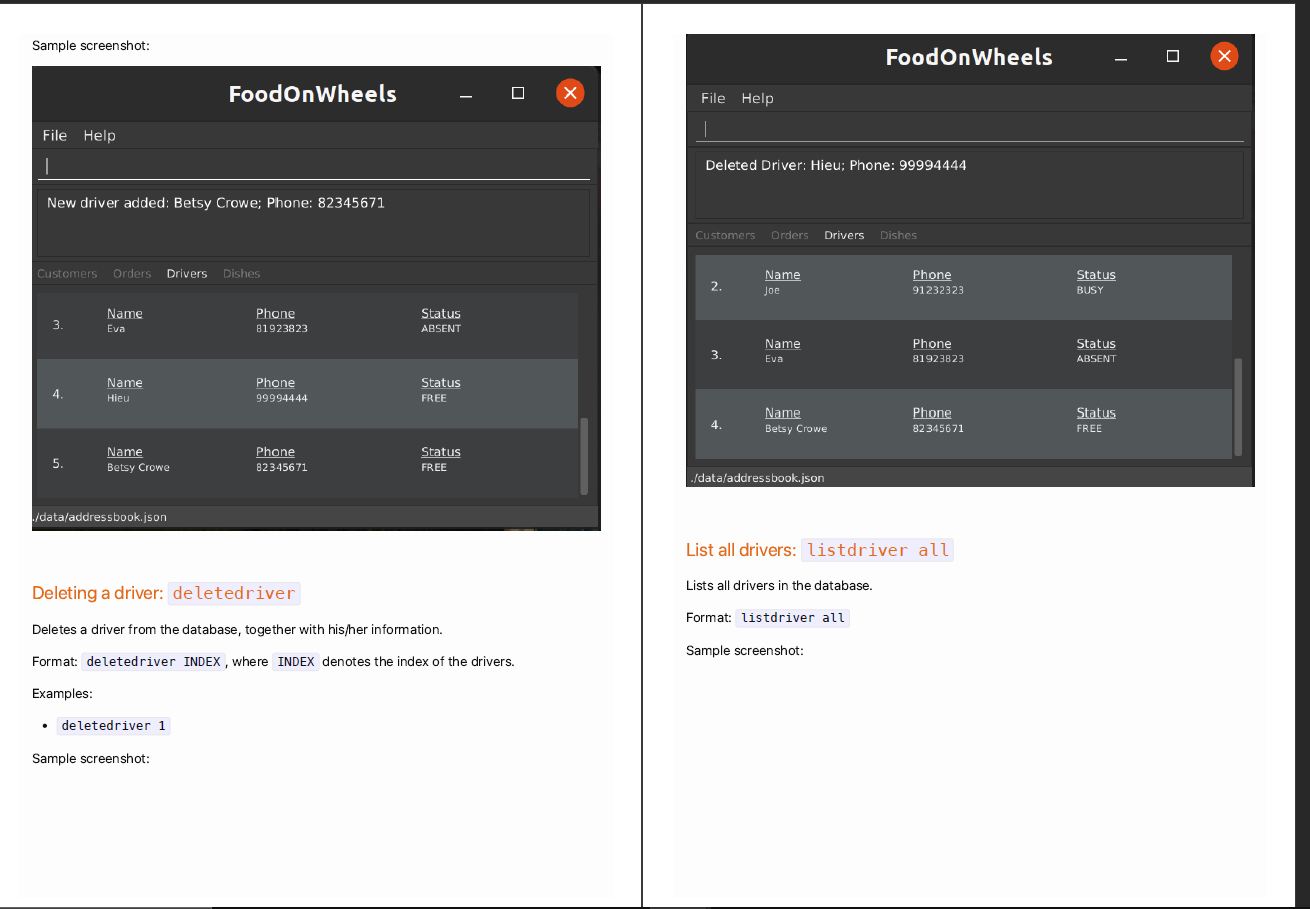 Sample screenshot:
FoodOnWheels
File Help
New driver added: Betsy Crowe; Phone: 82345671
Customers Orders Drivers Dishes
Name Phone Status
3. Eva 81923823 ABSENT
Name Phone Status
4. Hieu 99994444 FREE
Name Phone Status
5. Betsy Crowe 82345671 FREE
./data/addressbook.json
Deleting a driver: deletedriver
Deletes a driver from the database, together with his/her information.
Format: deletedriver INDEX, where INDEX denotes the index of the drivers.
Examples:
• deletedriver 1
Sample screenshot:
FoodOnWheels
File Help
Deleted Driver: Hieu; Phone: 99994444
Customers Orders Drivers Dishes
Name Phone Status
2. Joe 91232323 BUSY
Name Phone Status
3. Eva 81923823 ABSENT
Name Phone Status
4. Betsy Crowe 82345671 FREE
./data/addressbook.json
List all drivers: listdriver all
Lists all drivers in the database.
Format: listdriver all
Sample screenshot: